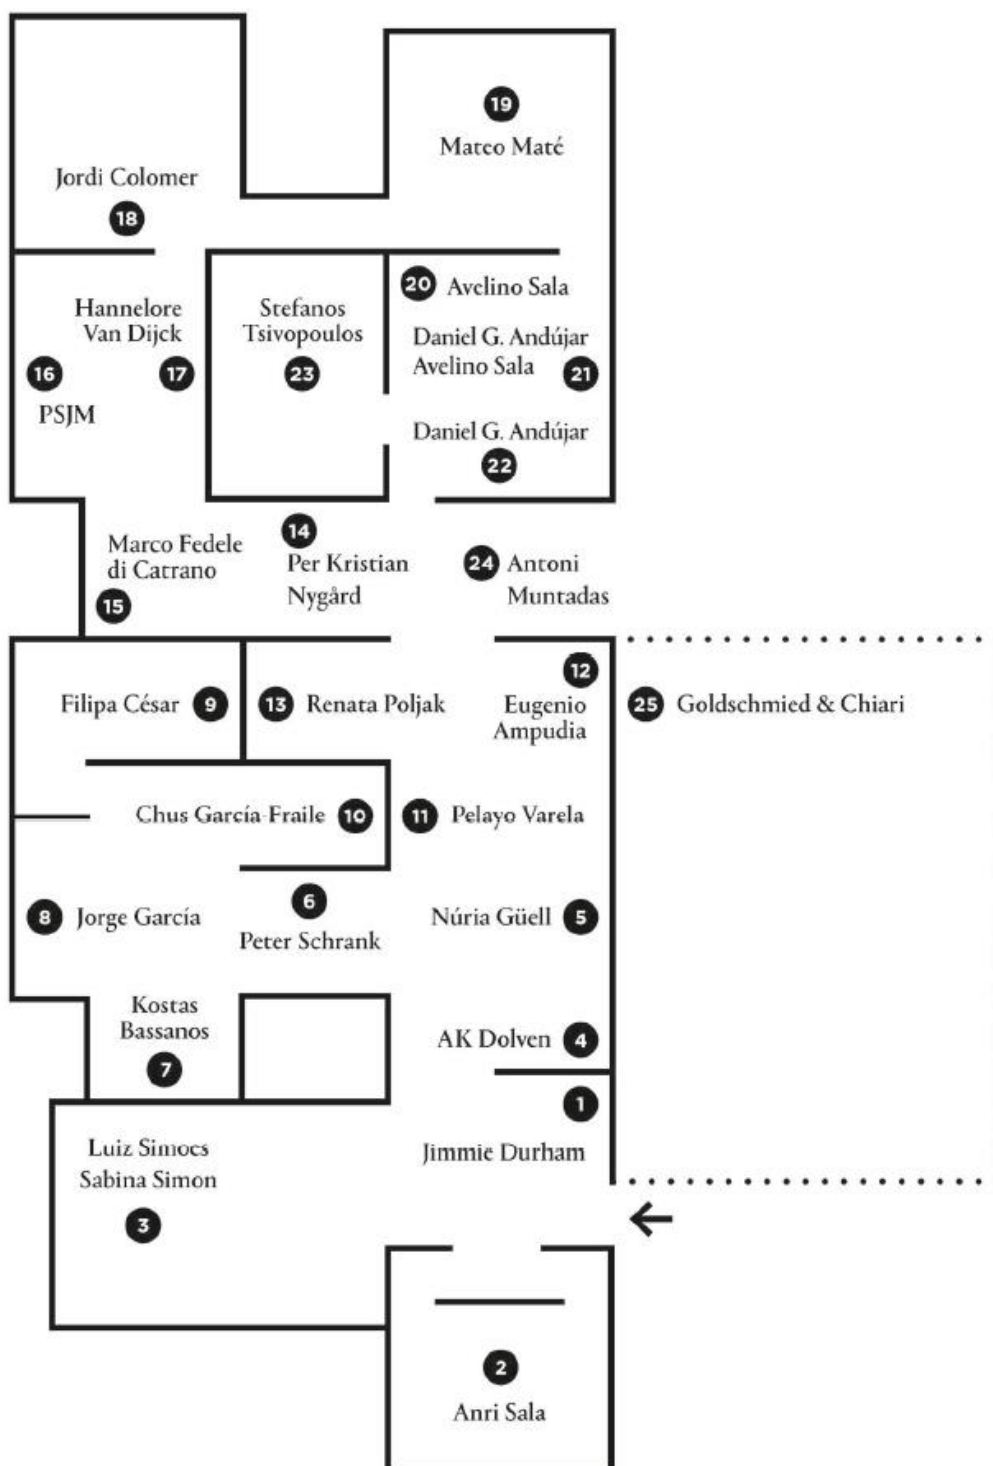 19
Mateo Maté
Jordi Colomer
18
20 Avelino Sala
Hannelore
Van Dijck
16
17
PSJM
Stefanos
Tsivopoulos
23
Daniel G. Andújar
Avelino Sala
21
Daniel G. Andújar
22
Marco Fedele
di Catrano
15
14
Per Kristian
Nygård
24 Antoni
Muntadas
Filipa César 9
13 Renata Poljak
12
Eugenio
Ampudia
25 Goldschmied & Chiari
Chus García-Fraile 10
11 Pelayo Varela
8 Jorge García
6
Peter Schrank
Núria Güell 5
Kostas
Bassanos
7
AK Dolven 4
1
Jimmie Durham
Luiz Simoes
Sabina Simon
3
2
Anri Sala